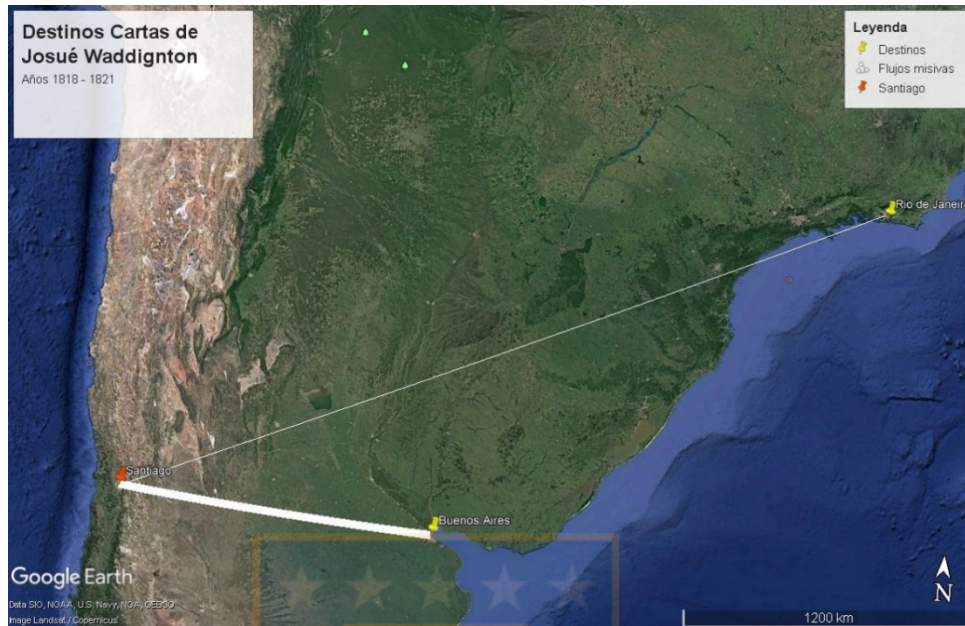 Destinos Cartas de
Josué Waddignton
Años 1818 - 1821
Leyenda
Destinos
Flujos misivas
Santiago
Rio de Janeiro
Santiago
Buenos Aires
Google Earth
Data SIO, NOAA, U.S. Navy, NGA, GEBCO
Image Landsat / Copernicus
N
1200 km